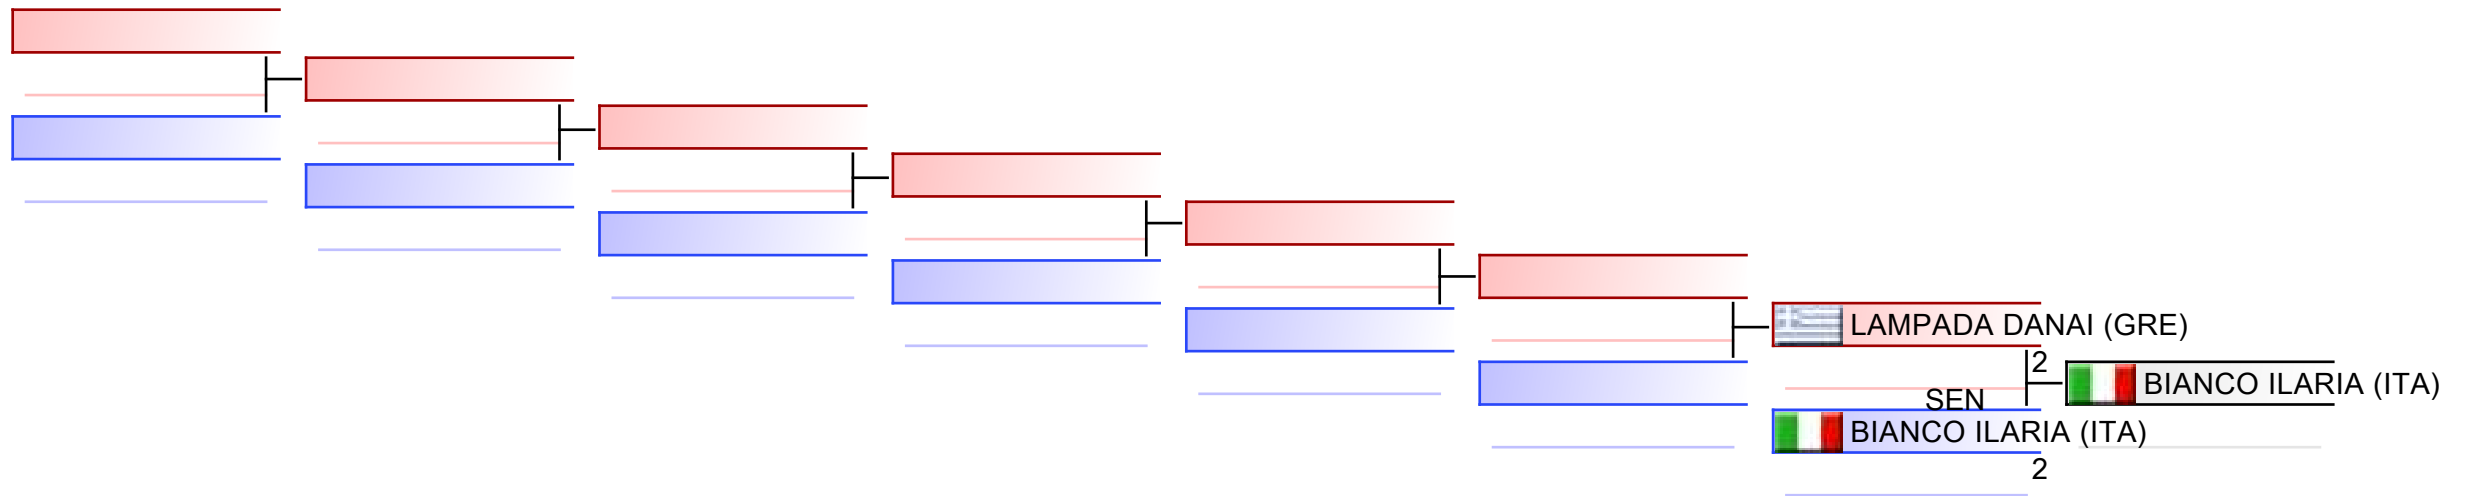 LAMPADA DANAI (GRE)
2
BIANCO ILARIA (ITA)
SEN
BIANCO ILARIA (ITA)
2